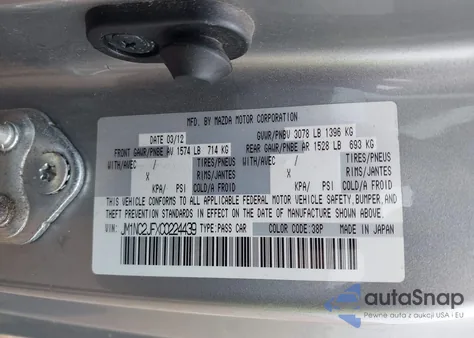 MFD. BY MAZDA MOTOR CORPORATION
DATE 03/12 GVWR/PNBV 3078 LB 1396 KG
FRONT GAWR/PNBE AV 1574 LB 714 KG REAR GAWR/PNBE AR 1528 LB 693 KG
WITH/AVEC / TIRES/PNEUS WITH/AVEC / TIRES/PNEUS
X RIMS/JANTES X RIMS/JANTES
KPA/ PSI COLD/A FROID KPA/ PSI COLD/A FROID
THIS VEHICLE CONFORMS TO ALL APPLICABLE FEDERAL MOTOR VEHICLE SAFETY, BUMPER, AND
THEFT PREVENTION STANDARDS IN EFFECT ON THE DATE OF MANUFACTURE SHOWN ABOVE.
VIN: JM1NC2JFXC0224439 TYPE:PASS CAR COLOR CODE:38P MADE IN JAPAN
autoSnap
Pewne auta z aukcji USA i EU